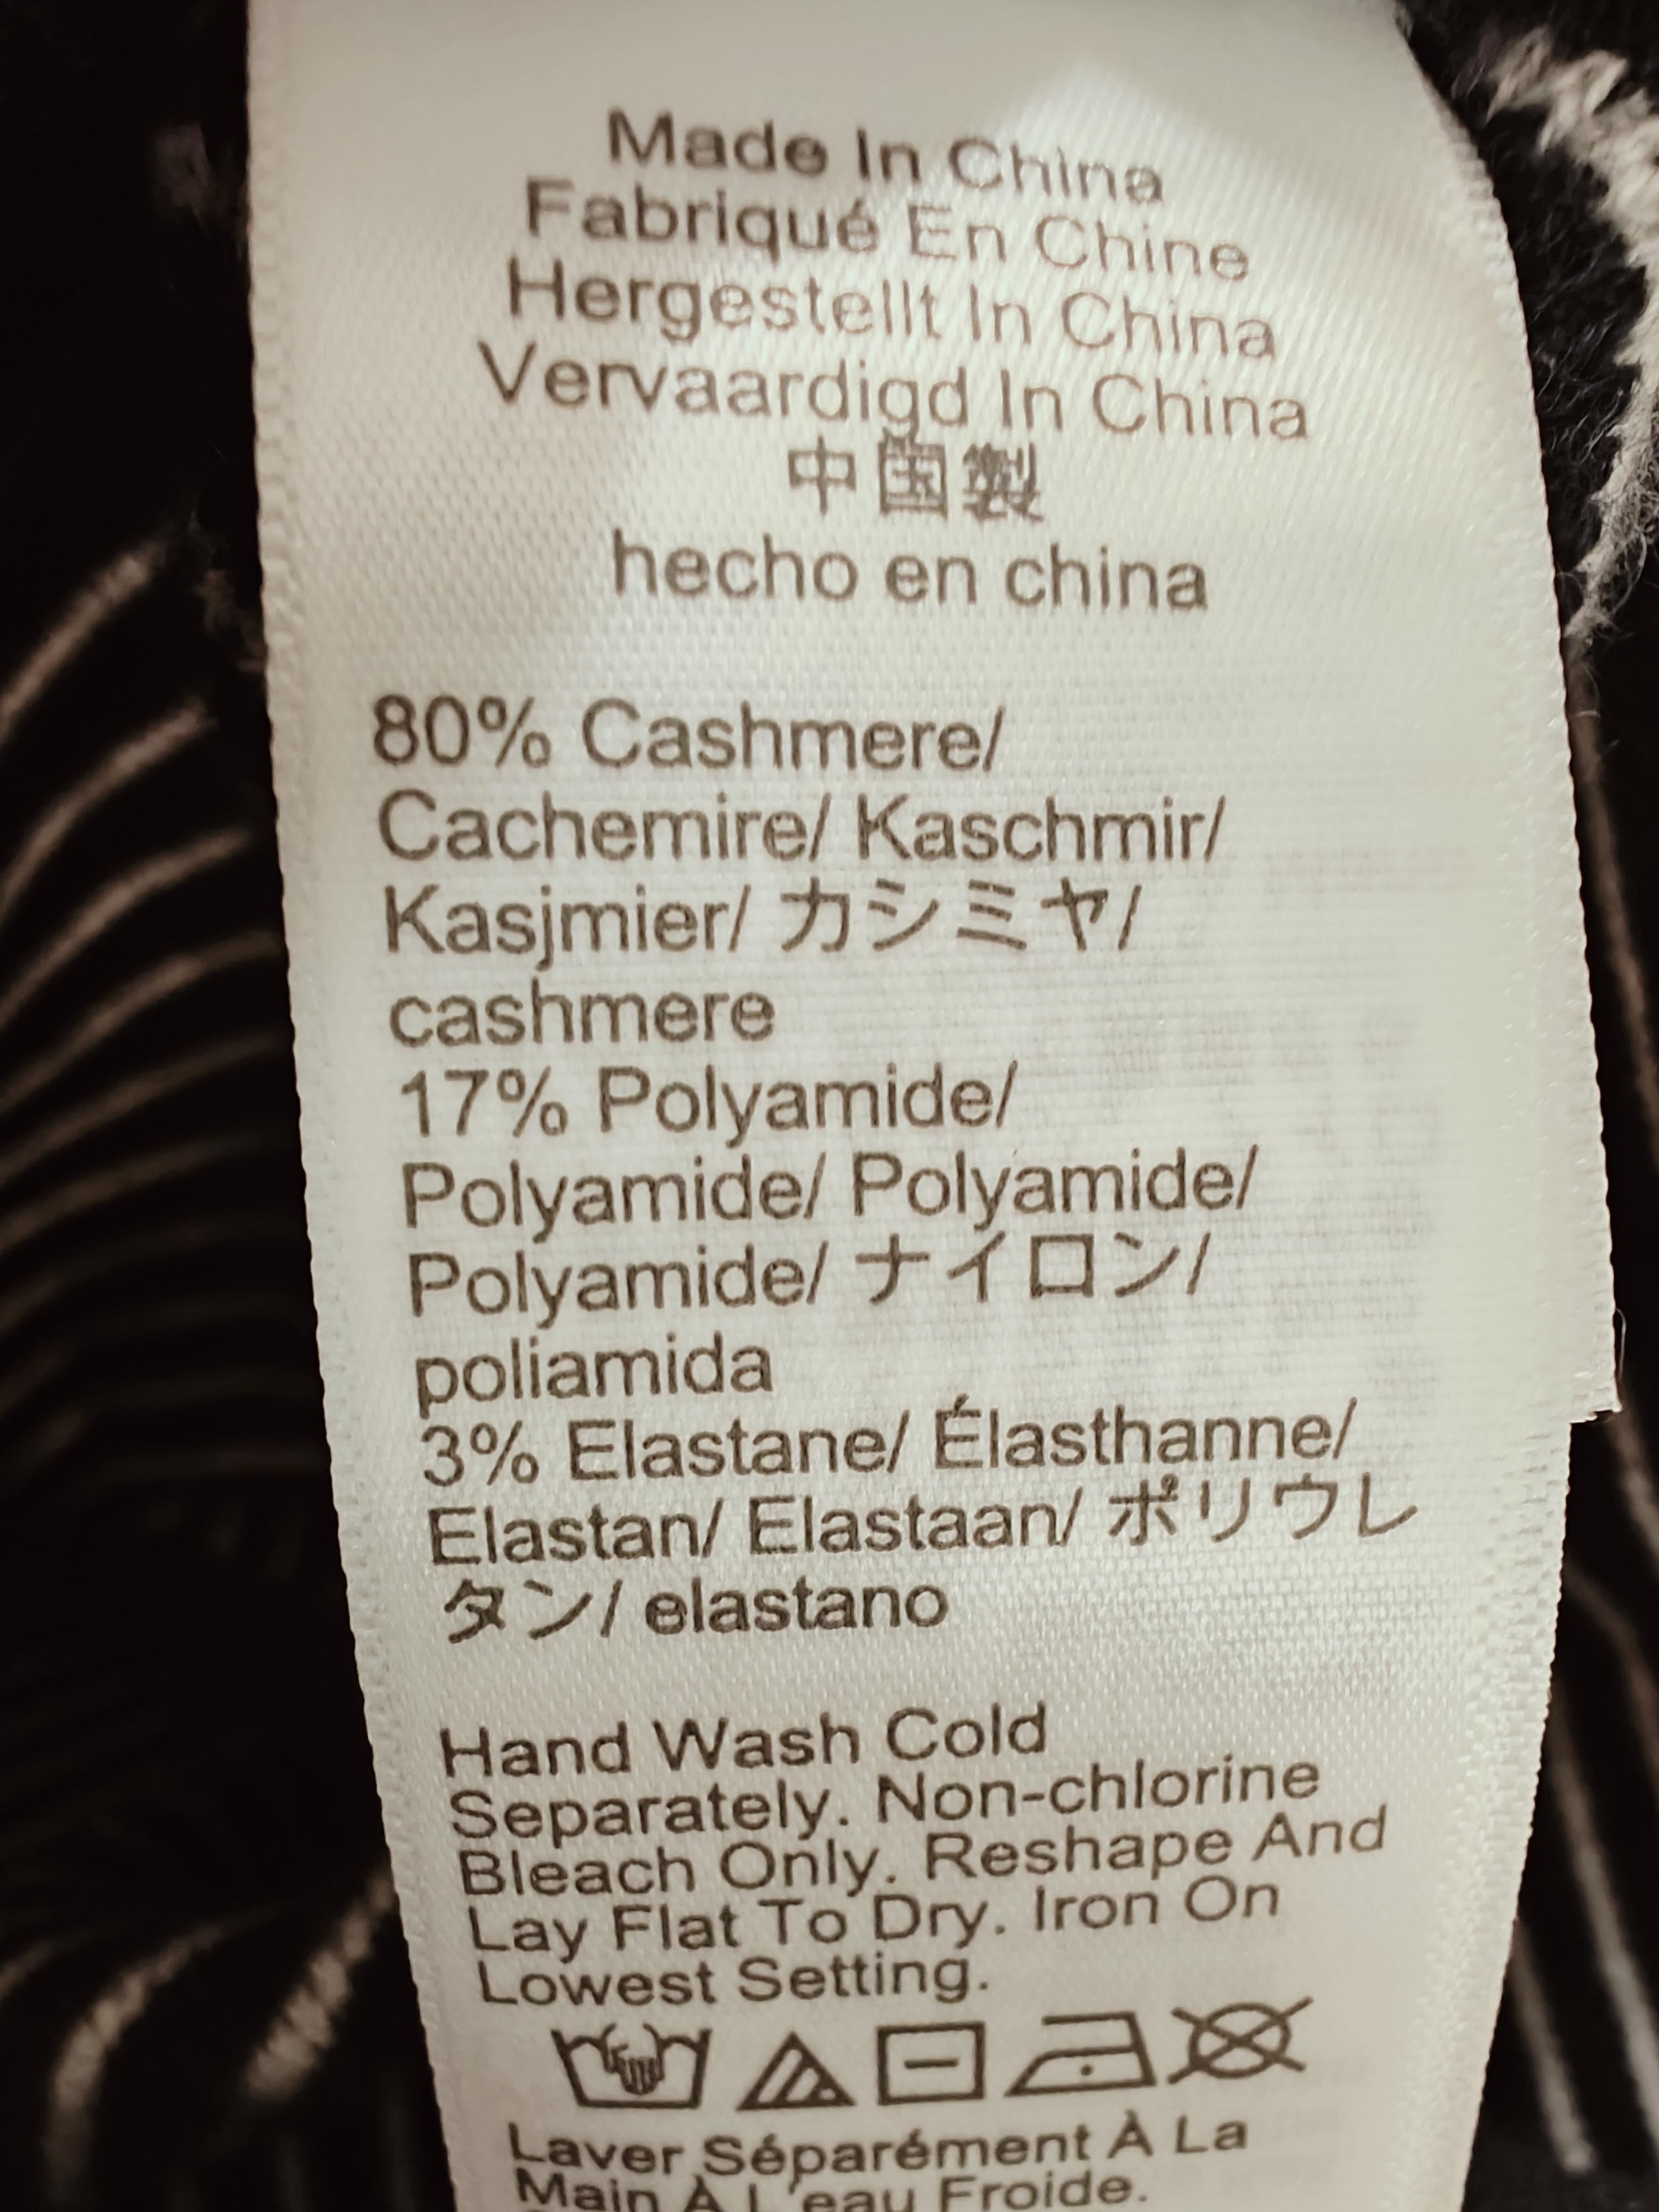 Made In China
Fabriqué En Chine
Hergestellt In China
Vervaardigd In China
中国製
hecho en china
80% Cashmere/
Cachemire/ Kaschmir/
Kasjmier/ カシミヤ/
cashmere
17% Polyamide/
Polyamide/ Polyamide/
Polyamide/ ナイロン/
poliamida
3% Elastane/ Élasthanne/
Elastan/ Elastaan/ ポリウレ
タン/ elastano
Hand Wash Cold
Separately. Non-chlorine
Bleach Only. Reshape And
Lay Flat To Dry. Iron On
Lowest Setting.
Laver Séparément À La
Main À L'eau Froide.